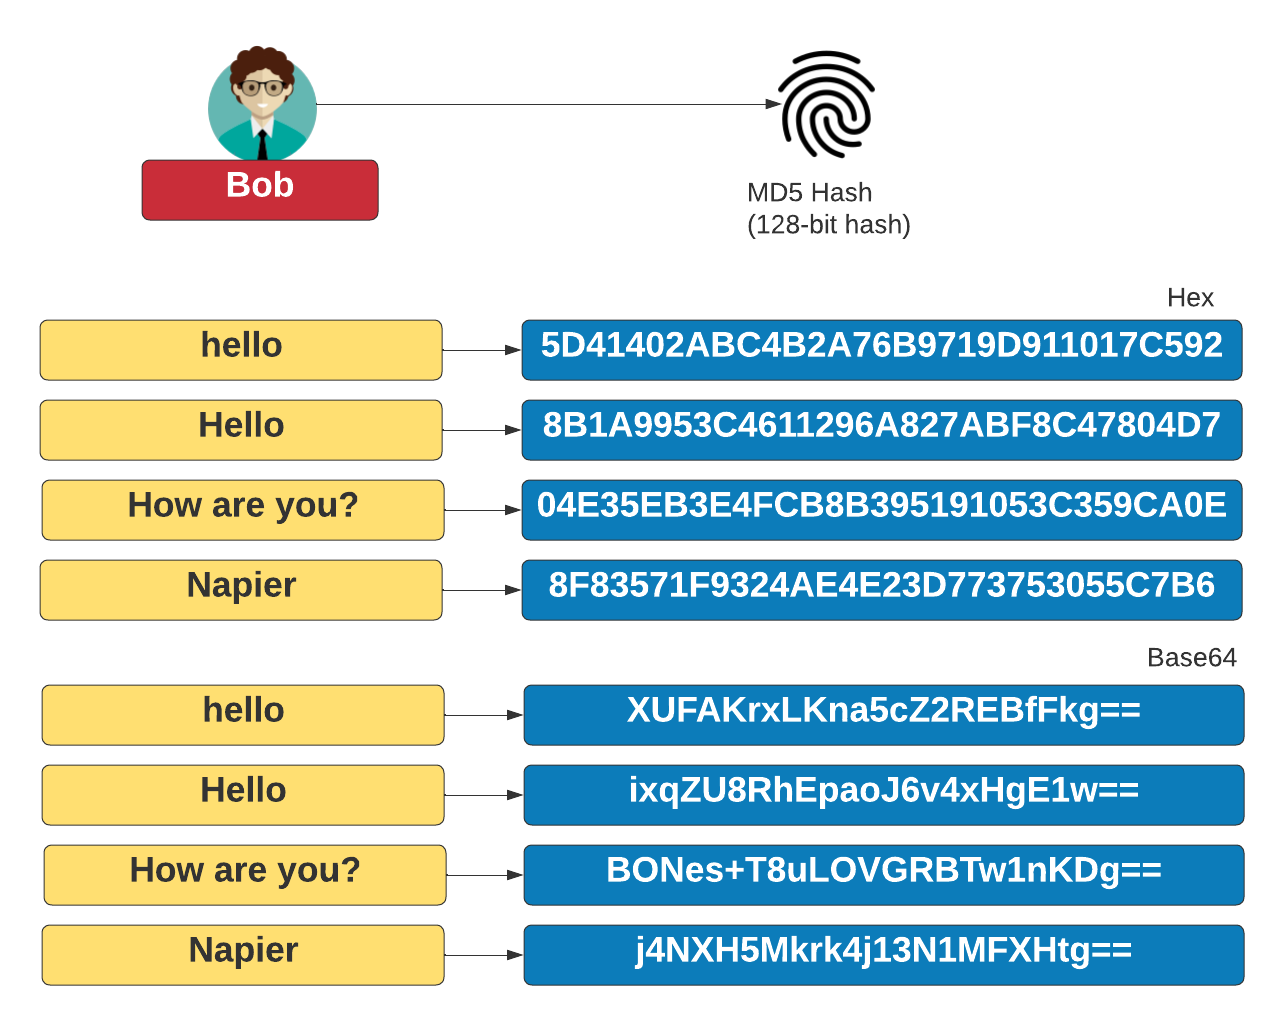 Bob
MD5 Hash
(128-bit hash)
Hex
hello
5D41402ABC4B2A76B9719D911017C592
Hello
8B1A9953C4611296A827ABF8C47804D7
How are you?
04E35EB3E4FCB8B395191053C359CA0E
Napier
8F83571F9324AE4E23D773753055C7B6
Base64
hello
XUFAKrxLKna5cZ2REBfFkg==
Hello
ixqZU8RhEpaoJ6v4xHgE1w==
How are you?
BONes+T8uLOVGRBTw1nKDg==
Napier
j4NXH5Mkrk4j13N1MFXHtg==